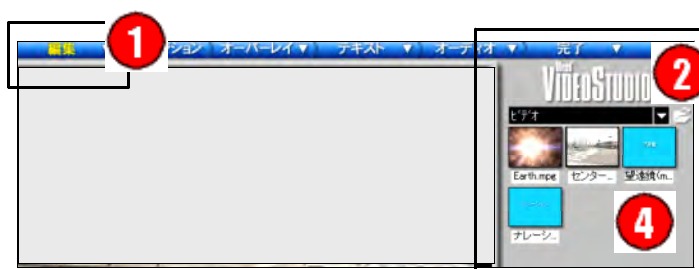 編集 ▼ 1 ション オーバーレイ ▼ テキスト ▼ オーディオ ▼ 完了 ▼
Ulead
VIDEOSTUDIO
2
ビデオ
Earth.mpe センター... 望遠鏡(m...
ナレーシ...
4